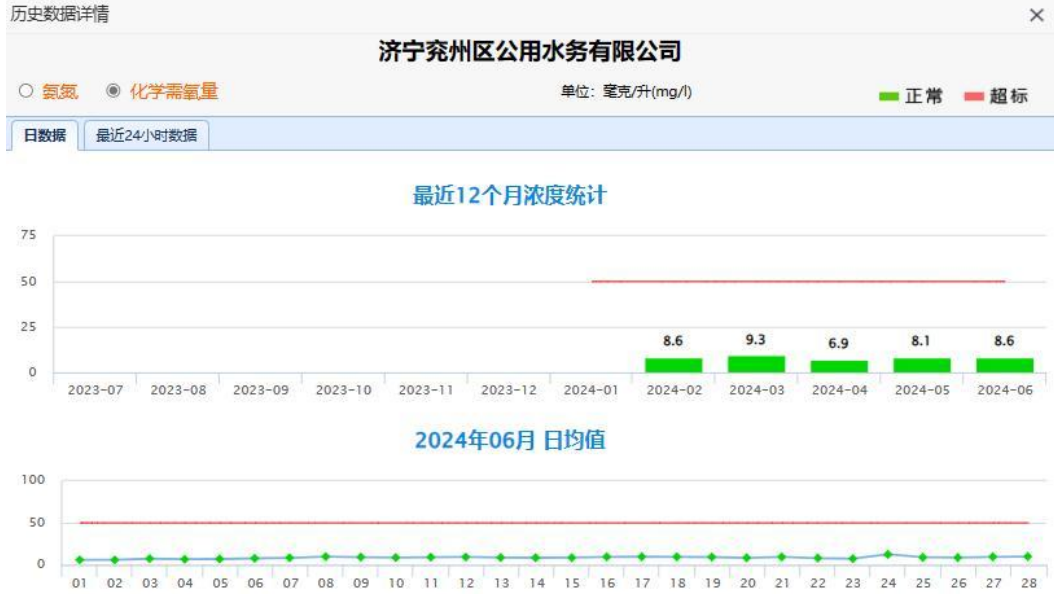 历史数据详情 ×
济宁兖州区公用水务有限公司
氨氮 化学需氧量 单位：毫克/升(mg/l) 正常 超标
日数据 最近24小时数据
最近12个月浓度统计
75
50
25
8.6 9.3 6.9 8.1 8.6
0
2023-07 2023-08 2023-09 2023-10 2023-11 2023-12 2024-01 2024-02 2024-03 2024-04 2024-05 2024-06
2024年06月 日均值
100
50
0
01 02 03 04 05 06 07 08 09 10 11 12 13 14 15 16 17 18 19 20 21 22 23 24 25 26 27 28